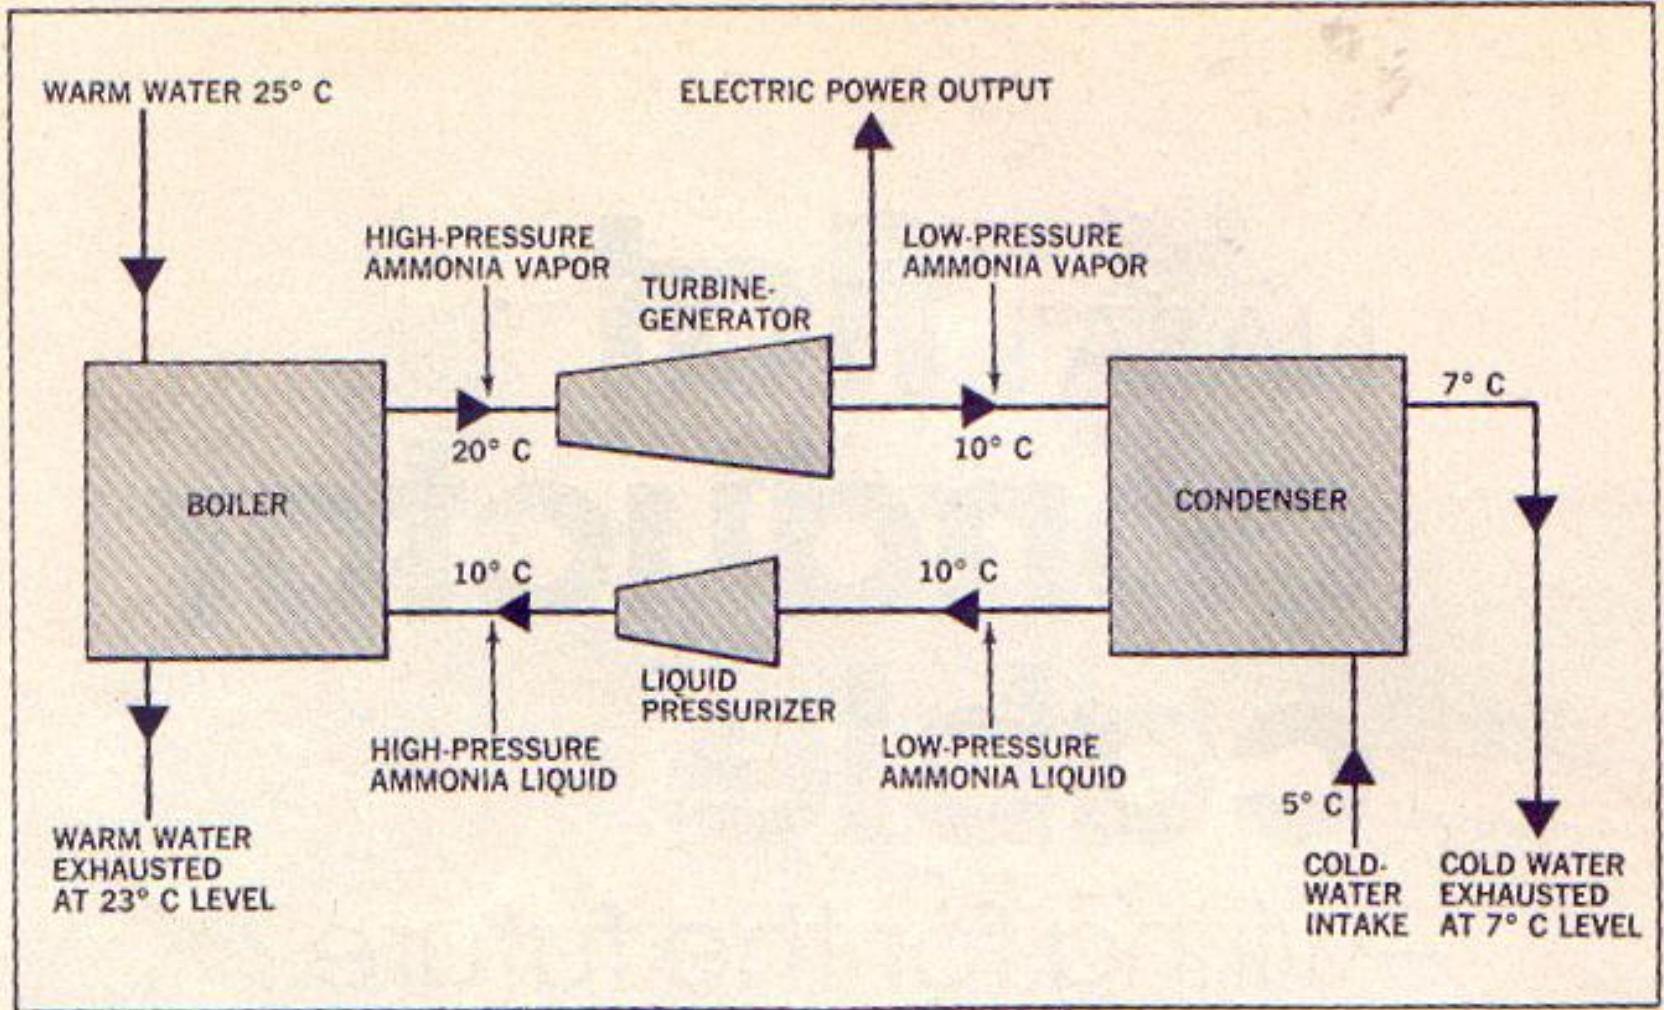 WARM WATER 25° C
ELECTRIC POWER OUTPUT
HIGH-PRESSURE
AMMONIA VAPOR
LOW-PRESSURE
AMMONIA VAPOR
TURBINE-
GENERATOR
7° C
20° C
10° C
BOILER
CONDENSER
10° C
10° C
LIQUID
PRESSURIZER
HIGH-PRESSURE
AMMONIA LIQUID
LOW-PRESSURE
AMMONIA LIQUID
5° C
WARM WATER
EXHAUSTED
AT 23° C LEVEL
COLD-
WATER
INTAKE
COLD WATER
EXHAUSTED
AT 7° C LEVEL